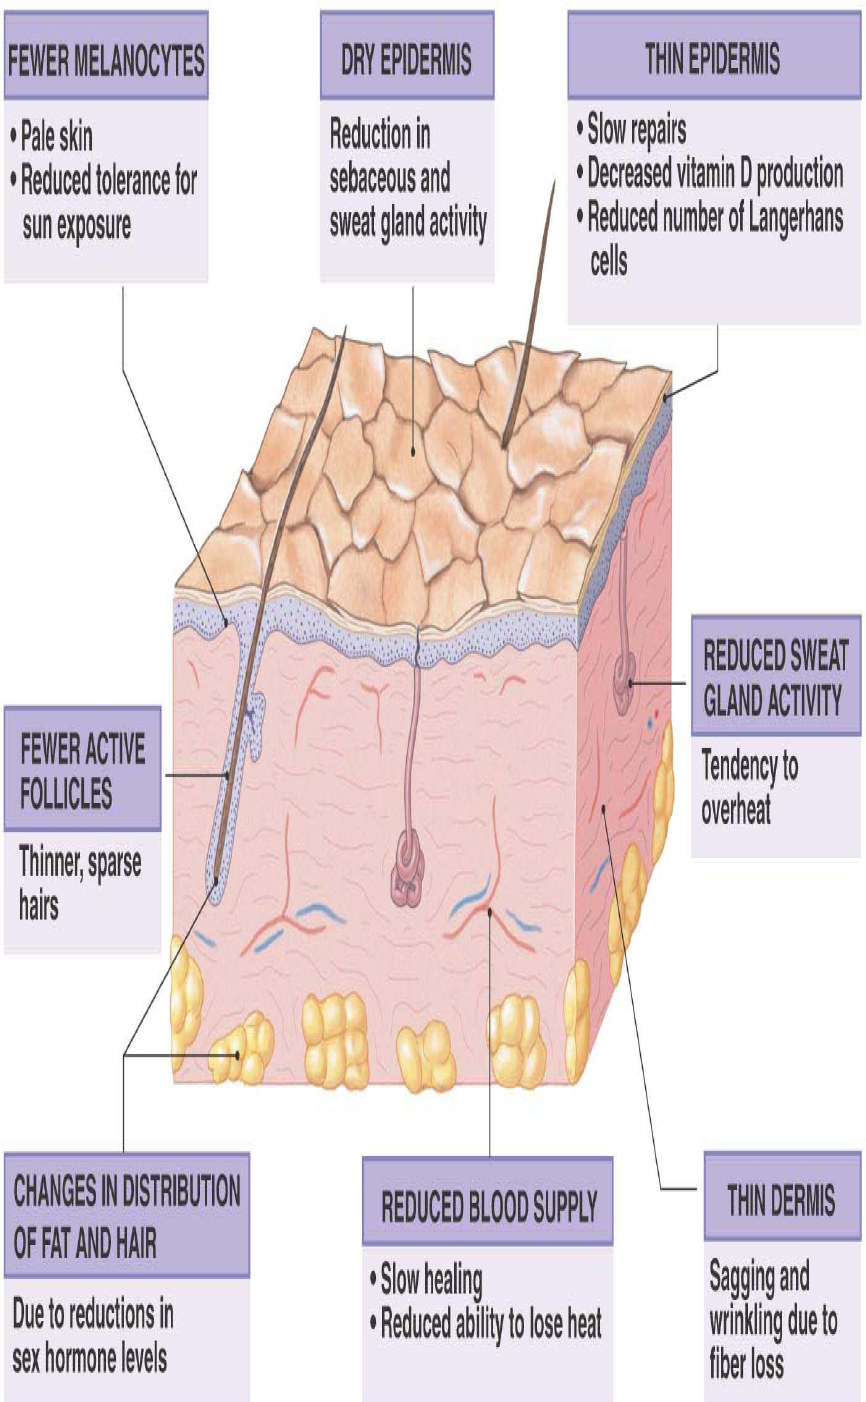 FEWER MELANOCYTES
• Pale skin
• Reduced tolerance for
sun exposure
DRY EPIDERMIS
Reduction in
sebaceous and
sweat gland activity
THIN EPIDERMIS
• Slow repairs
• Decreased vitamin D production
• Reduced number of Langerhans
cells
REDUCED SWEAT
GLAND ACTIVITY
Tendency to
overheat
FEWER ACTIVE
FOLLICLES
Thinner, sparse
hairs
CHANGES IN DISTRIBUTION
OF FAT AND HAIR
Due to reductions in
sex hormone levels
REDUCED BLOOD SUPPLY
• Slow healing
• Reduced ability to lose heat
THIN DERMIS
Sagging and
wrinkling due to
fiber loss